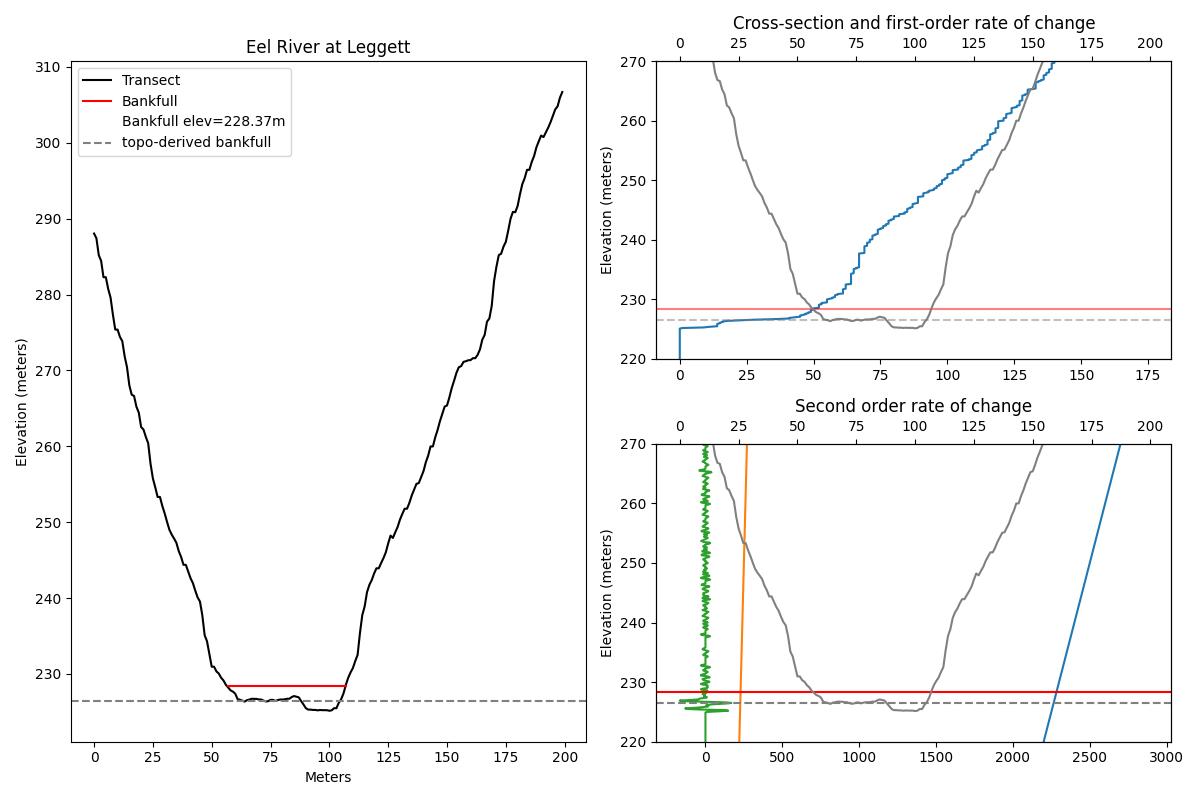 Eel River at Leggett
310
300
290
280
270
260
250
240
230
Elevation (meters)
Transect
Bankfull
Bankfull elev=228.37m
topo-derived bankfull
0 25 50 75 100 125 150 175 200
Meters
Cross-section and first-order rate of change
0 25 50 75 100 125 150 175 200
270
260
250
240
230
220
Elevation (meters)
0 25 50 75 100 125 150 175
Second order rate of change
0 25 50 75 100 125 150 175 200
270
260
250
240
230
220
Elevation (meters)
0 500 1000 1500 2000 2500 3000